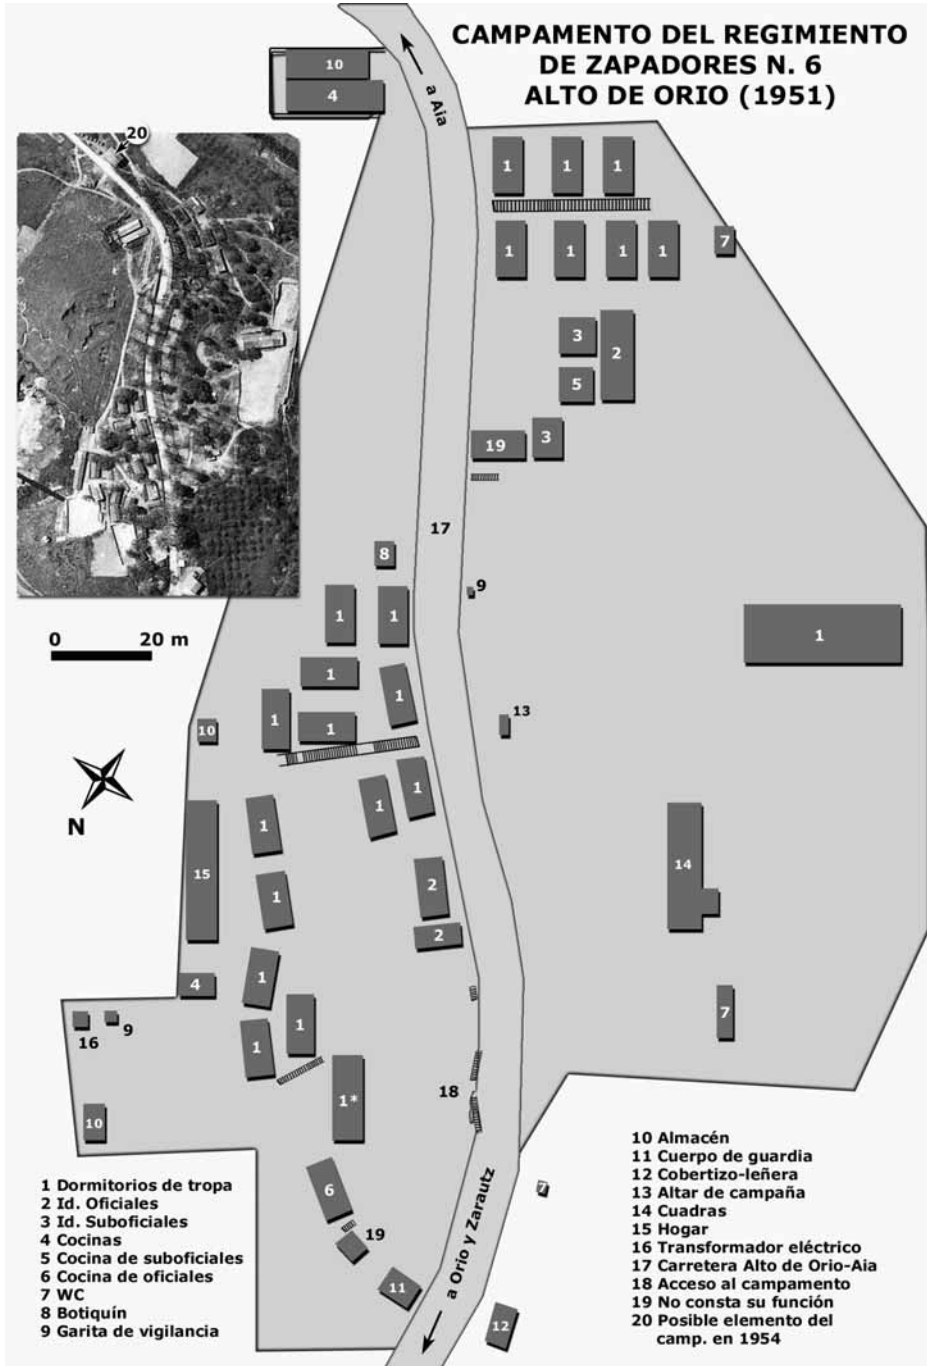 CAMPAMENTO DEL REGIMIENTO
DE ZAPADORES N. 6
ALTO DE ORIO (1951)
10
4
a Aia
20
1 1 1
1 1 1 1
7
3
2
5
19
3
17
8
9
1
1
1
0 20 m
1
1
1
1
10
13
N
1
1
1
15
14
1
2
2
1
4
7
16
9
1
1
1*
18
10
6
19
11
7
12
a Orio y Zarautz
1 Dormitorios de tropa
2 Id. Oficiales
3 Id. Suboficiales
4 Cocinas
5 Cocina de suboficiales
6 Cocina de oficiales
7 WC
8 Botiquín
9 Garita de vigilancia
10 Almacén
11 Cuerpo de guardia
12 Cobertizo-leñera
13 Altar de campaña
14 Cuadras
15 Hogar
16 Transformador eléctrico
17 Carretera Alto de Orio-Aia
18 Acceso al campamento
19 No consta su función
20 Posible elemento del
camp. en 1954